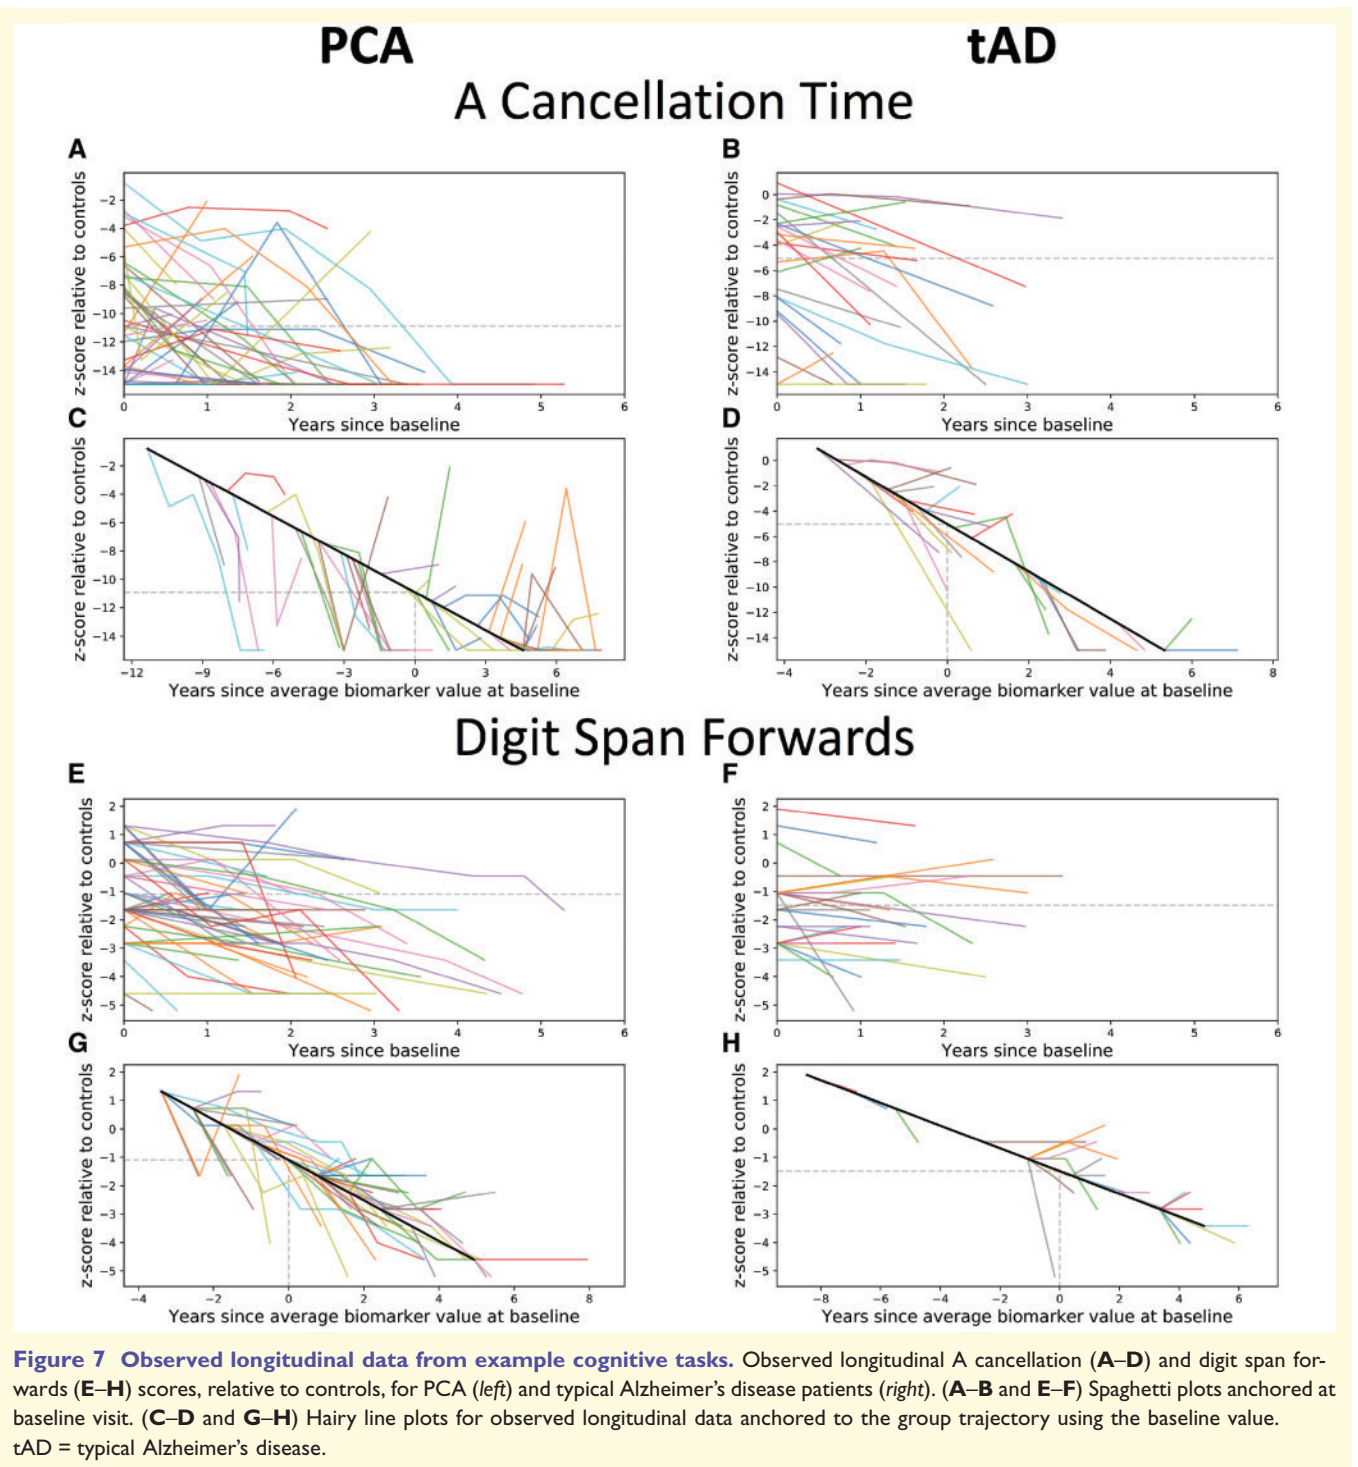 PCA
tAD
A Cancellation Time
A
z-score relative to controls
−2
−4
−6
−8
−10
−12
−14
0 1 2 3 4 5 6
Years since baseline
B
z-score relative to controls
0
−2
−4
−6
−8
−10
−12
−14
0 1 2 3 4 5 6
Years since baseline
C
z-score relative to controls
−2
−4
−6
−8
−10
−12
−14
−12 −9 −6 −3 0 3 6
Years since average biomarker value at baseline
D
z-score relative to controls
0
−2
−4
−6
−8
−10
−12
−14
−4 −2 0 2 4 6 8
Years since average biomarker value at baseline
Digit Span Forwards
E
z-score relative to controls
2
1
0
−1
−2
−3
−4
−5
0 1 2 3 4 5 6
Years since baseline
F
z-score relative to controls
2
1
0
−1
−2
−3
−4
−5
0 1 2 3 4 5 6
Years since baseline
G
z-score relative to controls
2
1
0
−1
−2
−3
−4
−5
−4 −2 0 2 4 6 8
Years since average biomarker value at baseline
H
z-score relative to controls
2
1
0
−1
−2
−3
−4
−5
−8 −6 −4 −2 0 2 4 6
Years since average biomarker value at baseline
Figure 7 Observed longitudinal data from example cognitive tasks. Observed longitudinal A cancellation (A–D) and digit span for-
wards (E–H) scores, relative to controls, for PCA (left) and typical Alzheimer's disease patients (right). (A–B and E–F) Spaghetti plots anchored at
baseline visit. (C–D and G–H) Hairy line plots for observed longitudinal data anchored to the group trajectory using the baseline value.
tAD = typical Alzheimer's disease.